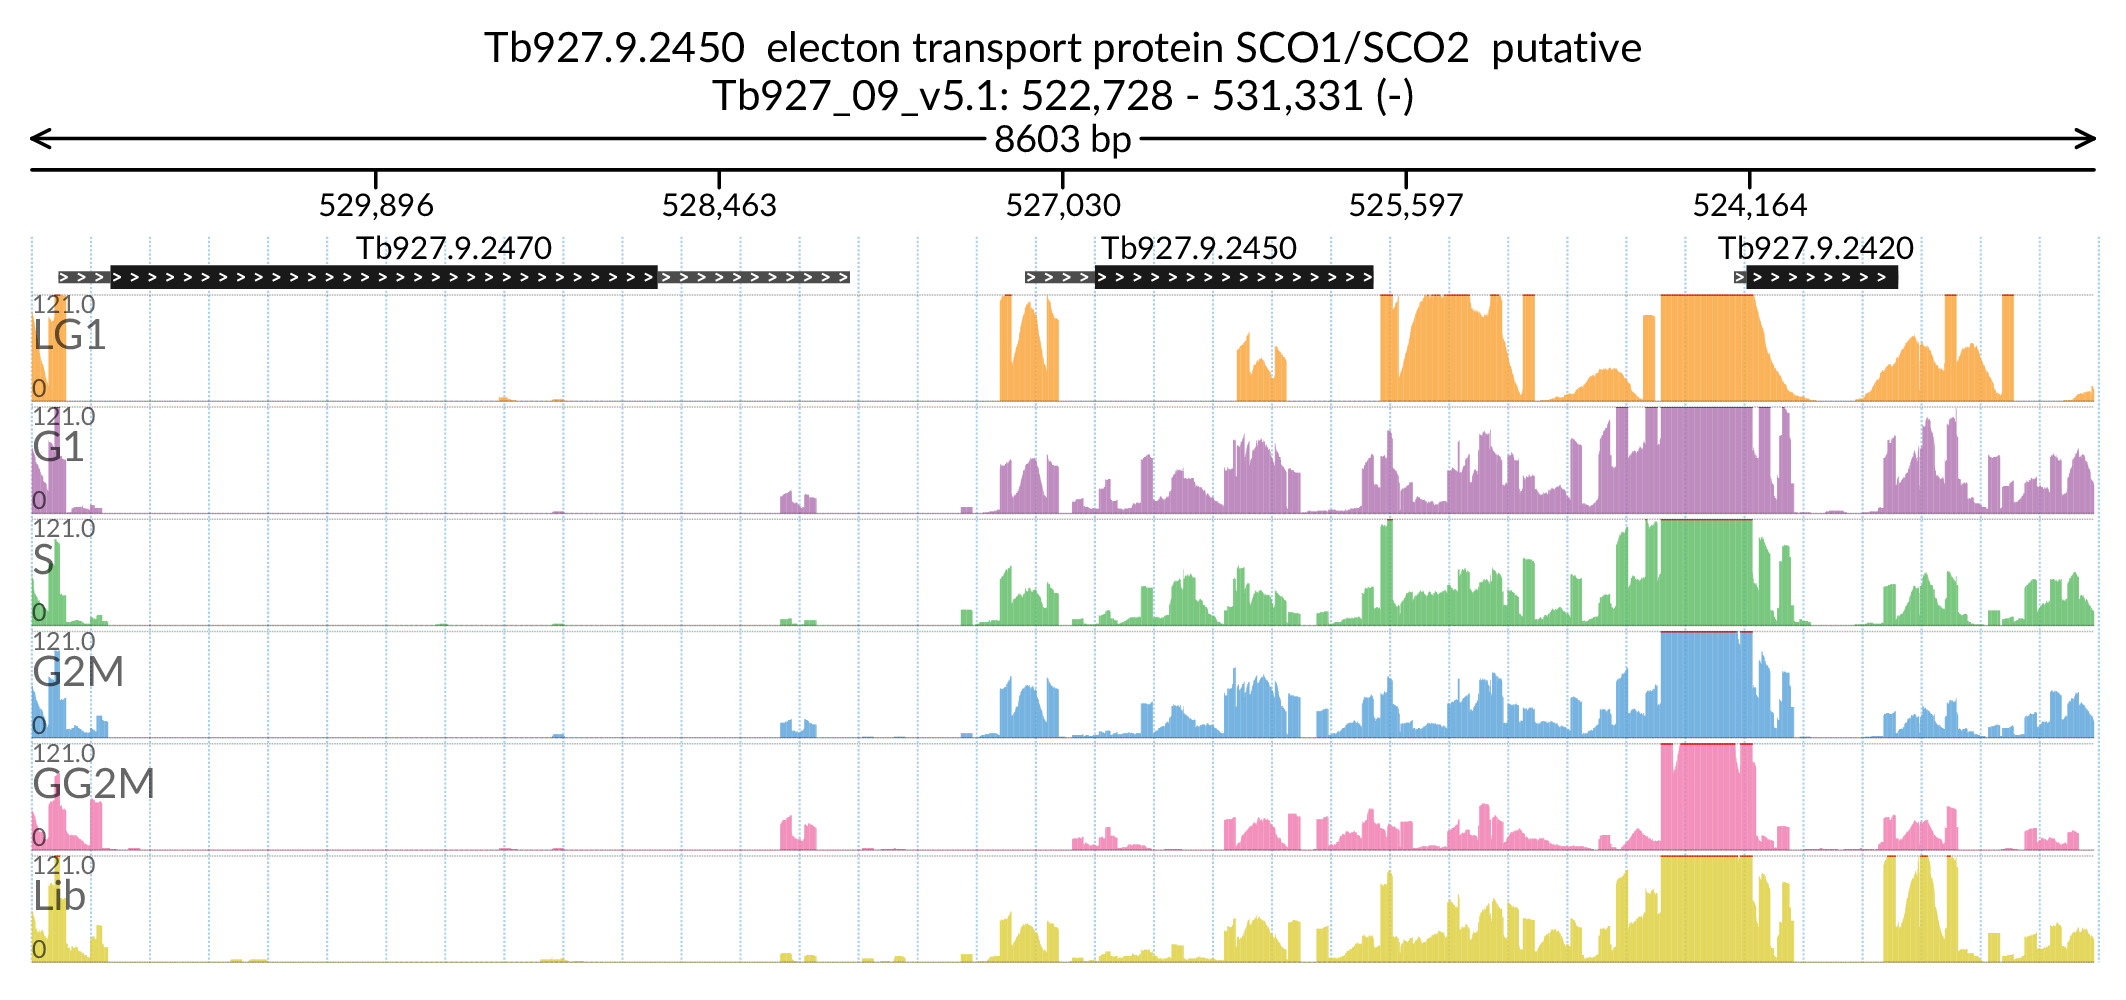 Tb927.9.2450 electon transport protein SCO1/SCO2 putative
Tb927_09_v5.1: 522,728 - 531,331 (-)
8603 bp
529,896 528,463 527,030 525,597 524,164
Tb927.9.2470 Tb927.9.2450 Tb927.9.2420
121.0
LG1
0
121.0
G1
0
121.0
S
0
121.0
G2M
0
121.0
GG2M
0
121.0
Lib
0